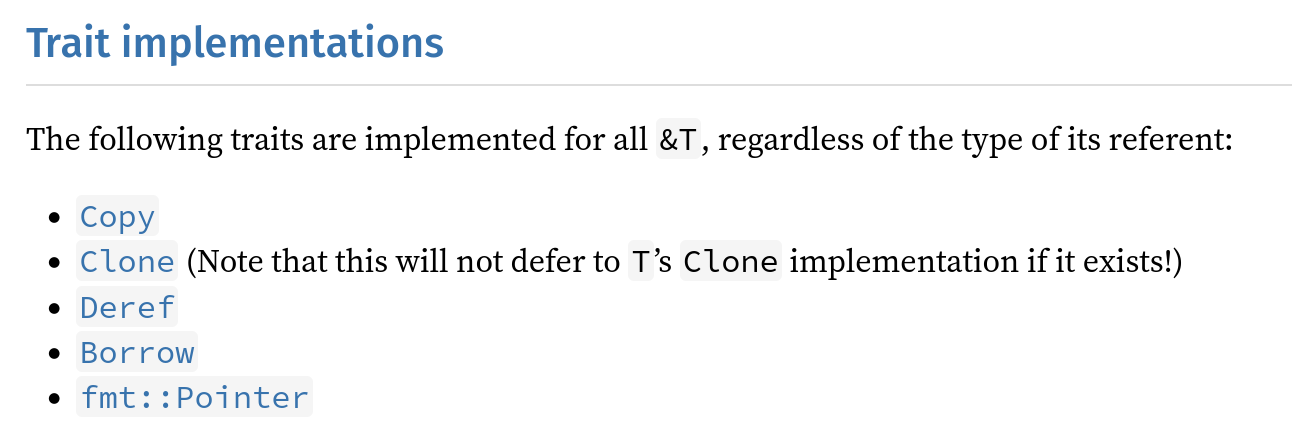 Trait implementations
The following traits are implemented for all &T, regardless of the type of its referent:
• Copy
• Clone (Note that this will not defer to T’s Clone implementation if it exists!)
• Deref
• Borrow
• fmt::Pointer